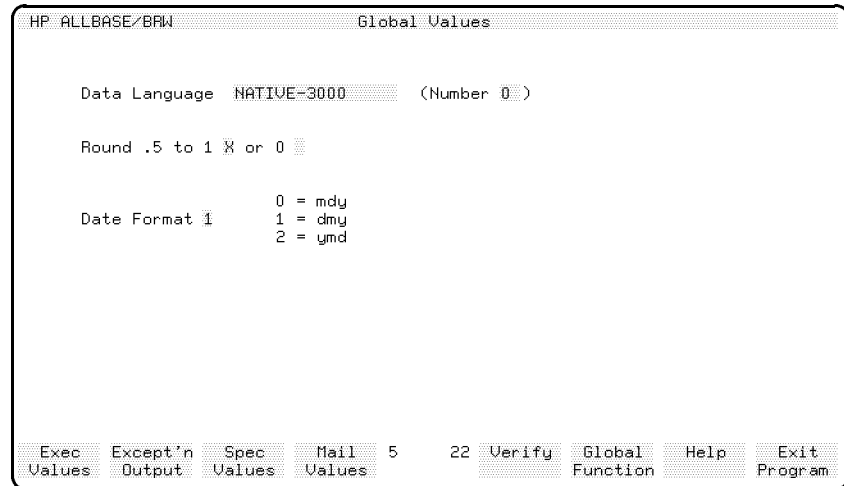 HP ALLBASE/BRW Global Values
Data Language NATIVE-3000 (Number 0 )
Round .5 to 1 X or 0
0 = mdy
Date Format 1 1 = dmy
2 = ymd
Exec Except'n Spec Mail 5 22 Verify Global Help Exit
Values Output Values Values Function Program